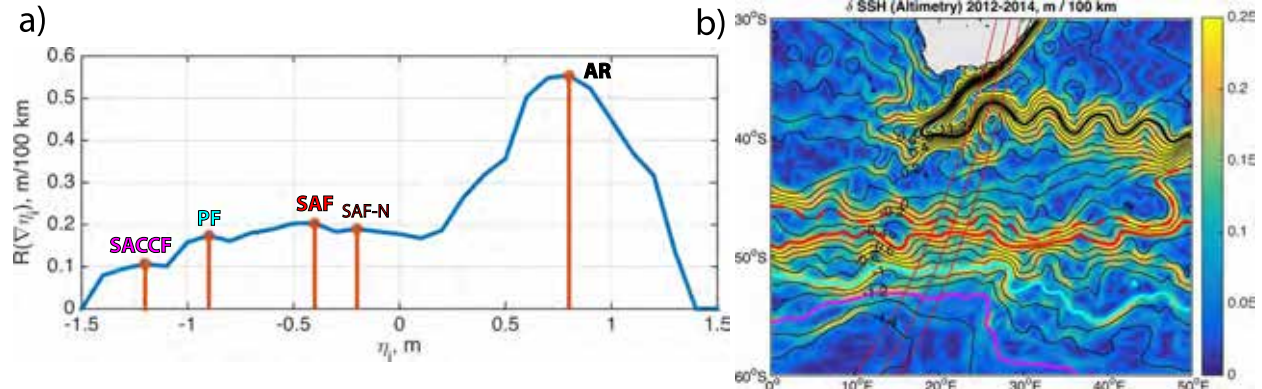 a)
0.6
0.5
0.4
0.3
0.2
0.1
0
R(∇η_i), m/100 km
SACCF
PF
SAF
SAF-N
AR
-1.5
-1
-0.5
0
0.5
1
1.5
η_i, m
b)
δ SSH (Altimetry) 2012-2014, m / 100 km
30°S
40°S
50°S
60°S
0°
10°E
20°E
30°E
40°E
50°E
0.25
0.2
0.15
0.1
0.05
0